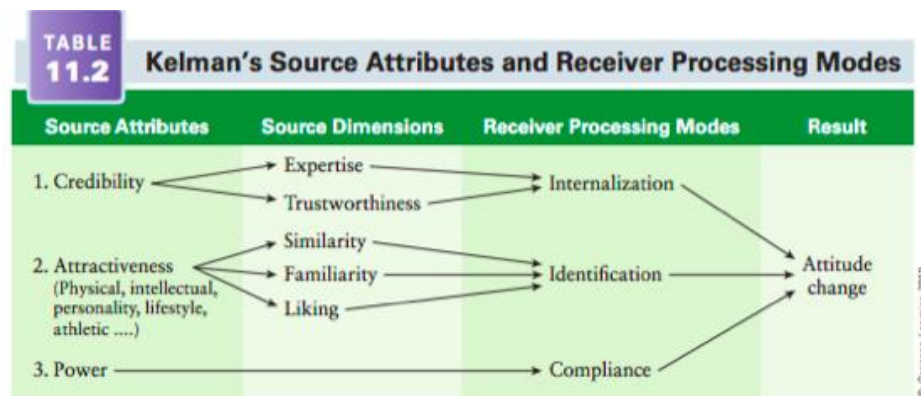 TABLE
11.2
Kelman's Source Attributes and Receiver Processing Modes
Source Attributes Source Dimensions Receiver Processing Modes Result
1. Credibility
Expertise
Trustworthiness
Internalization
2. Attractiveness
(Physical, intellectual,
personality, lifestyle,
athletic ....)
Similarity
Familiarity
Liking
Identification
Attitude
change
3. Power
Compliance